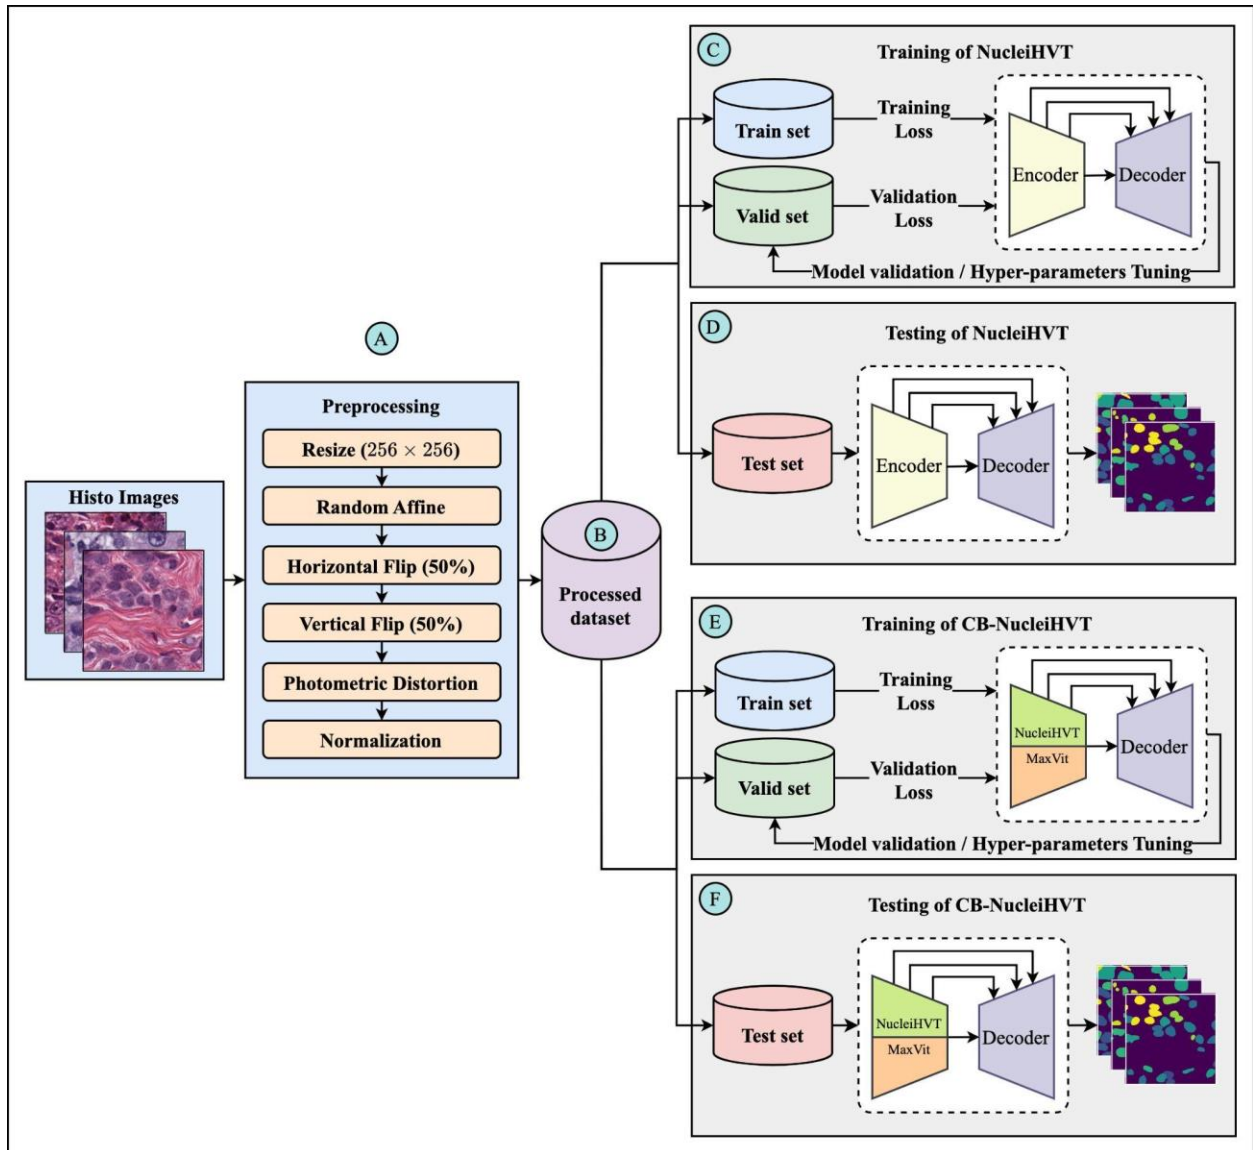 A
Histo Images
Preprocessing
Resize (256 × 256)
Random Affine
Horizontal Flip (50%)
Vertical Flip (50%)
Photometric Distortion
Normalization
B
Processed
dataset
C
Training of NucleiHVT
Train set
Training
Loss
Valid set
Validation
Loss
Encoder
Decoder
Model validation / Hyper-parameters Tuning
D
Testing of NucleiHVT
Test set
Encoder
Decoder
E
Training of CB-NucleiHVT
Train set
Training
Loss
Valid set
Validation
Loss
NucleiHVT
MaxVit
Decoder
Model validation / Hyper-parameters Tuning
F
Testing of CB-NucleiHVT
Test set
NucleiHVT
MaxVit
Decoder